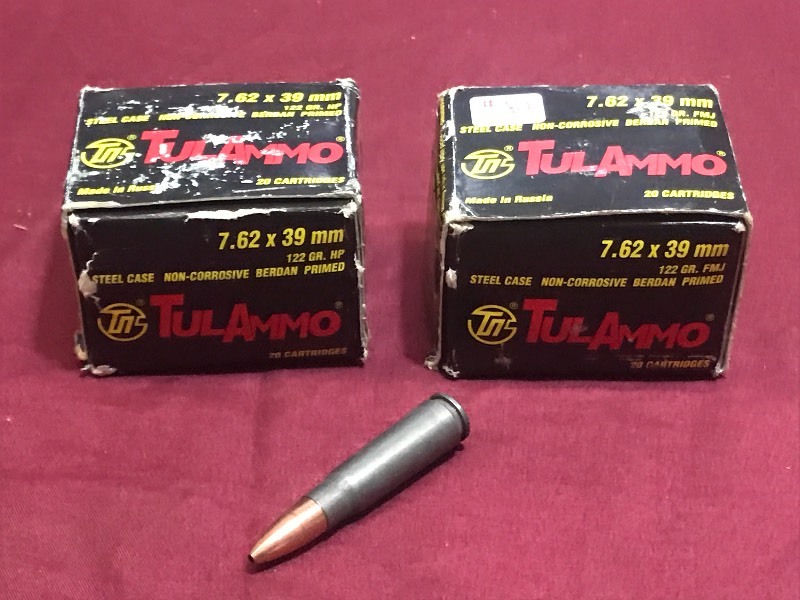 7.62 x 39 mm
122 GR. HP
STEEL CASE NON-CORROSIVE BERDAN PRIMED
TULAMMO
Made in Russia
20 CARTRIDGES
7.62 x 39 mm
122 GR. HP
STEEL CASE NON-CORROSIVE BERDAN PRIMED
TULAMMO®
20 CARTRIDGES
7.62 x 39 mm
122 GR. FMJ
STEEL CASE NON-CORROSIVE BERDAN PRIMED
TULAMMO®
Made in Russia
20 CARTRIDGES
7.62 x 39 mm
122 GR. FMJ
STEEL CASE NON-CORROSIVE BERDAN PRIMED
TULAMMO®
20 CARTRIDGES